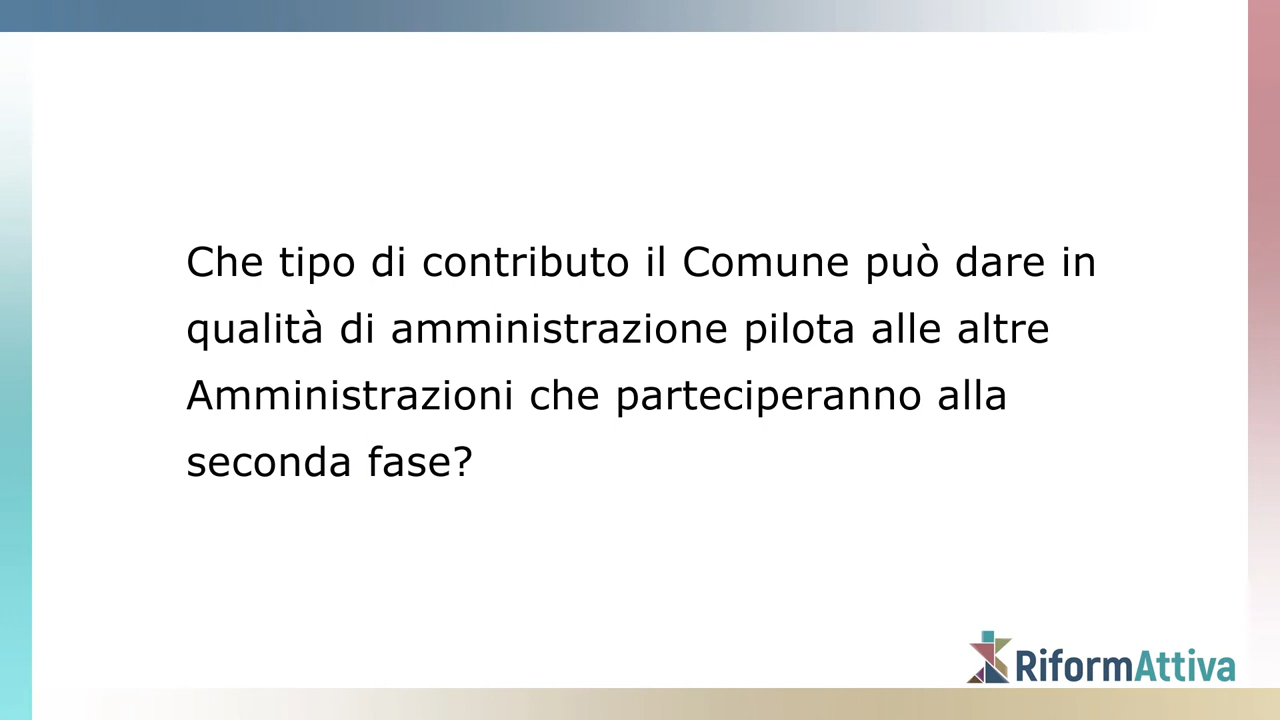 Che tipo di contributo il Comune può dare in
qualità di amministrazione pilota alle altre
Amministrazioni che parteciperanno alla
seconda fase?
RiformAttiva